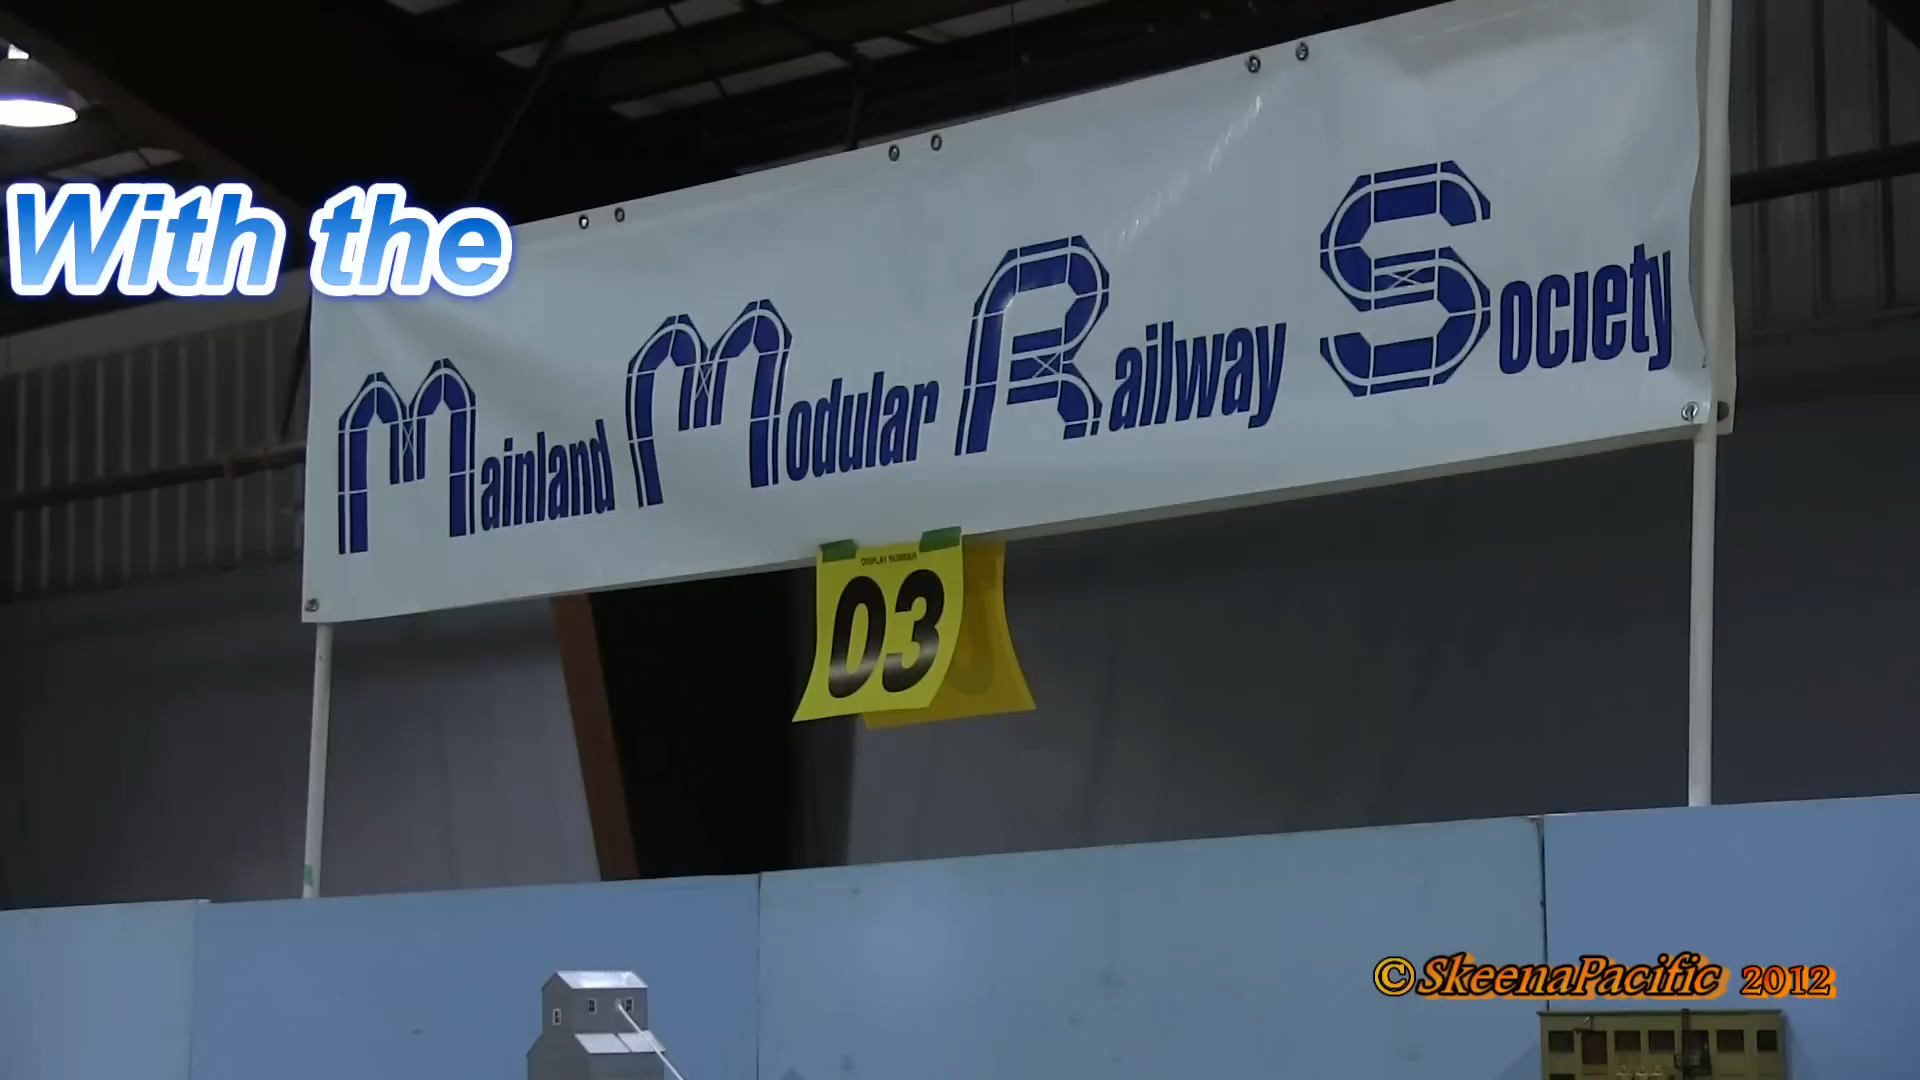 With the
Mainland Modular Railway Society
DISPLAY NUMBER
03
©SkeenaPacific 2012